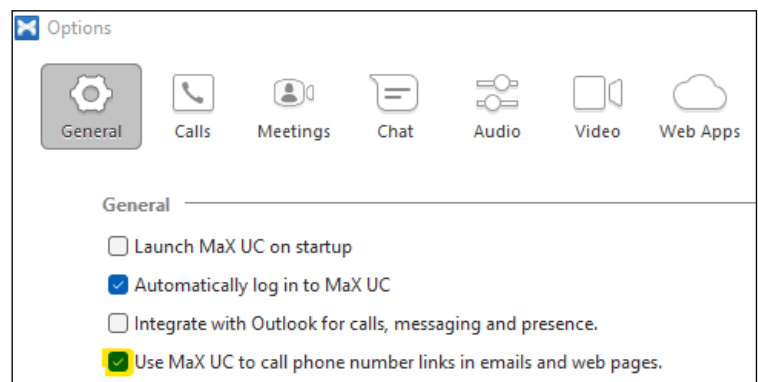 Options
General
Calls
Meetings
Chat
Audio
Video
Web Apps
General
Launch MaX UC on startup
Automatically log in to MaX UC
Integrate with Outlook for calls, messaging and presence.
Use MaX UC to call phone number links in emails and web pages.